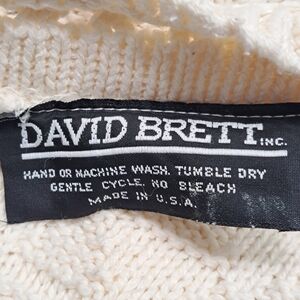 DAVID BRETT INC.
HAND OR MACHINE WASH. TUMBLE DRY
GENTLE CYCLE. NO BLEACH
MADE IN U.S.A.